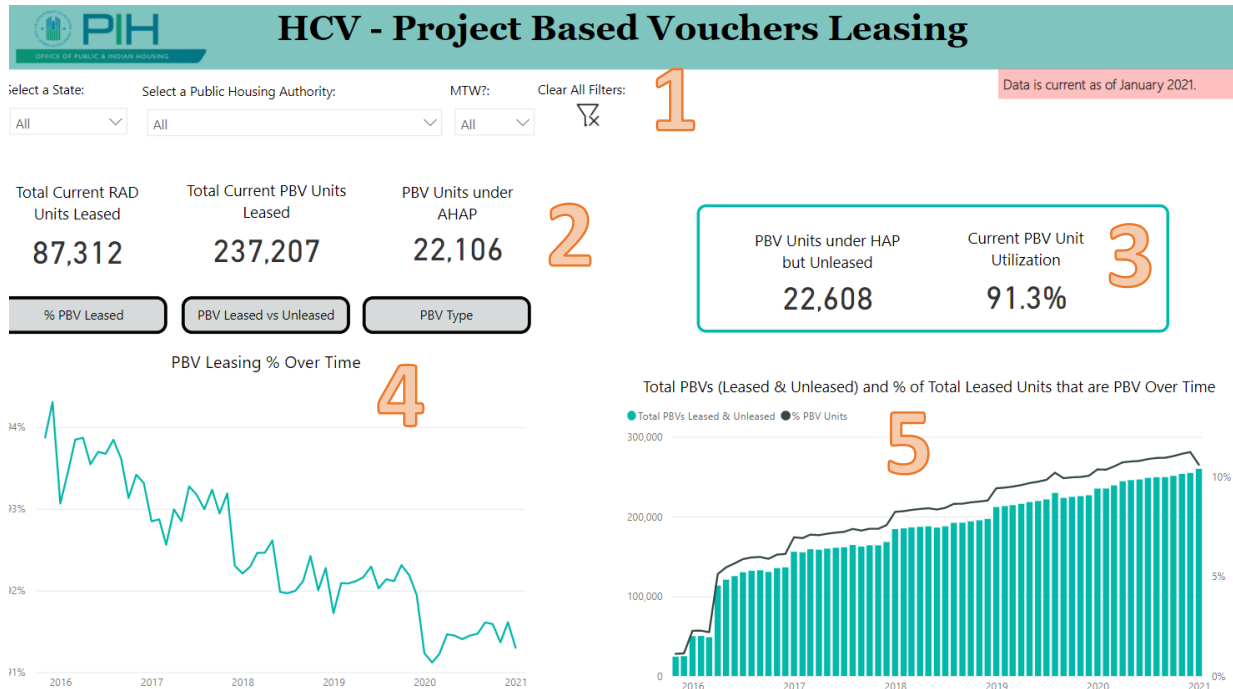 PIH
OFFICE OF PUBLIC & INDIAN HOUSING
HCV - Project Based Vouchers Leasing
Select a State:
Select a Public Housing Authority:
MTW?:
Clear All Filters:
1
Data is current as of January 2021.
All
All
All
Total Current RAD
Units Leased
87,312
Total Current PBV Units
Leased
237,207
PBV Units under
AHAP
22,106
2
PBV Units under HAP
but Unleased
22,608
Current PBV Unit
Utilization
91.3%
3
% PBV Leased
PBV Leased vs Unleased
PBV Type
PBV Leasing % Over Time
4
94%
93%
92%
91%
2016
2017
2018
2019
2020
2021
Total PBVs (Leased & Unleased) and % of Total Leased Units that are PBV Over Time
Total PBVs Leased & Unleased
% PBV Units
5
300,000
200,000
100,000
0
10%
5%
0%
2016
2017
2018
2019
2020
2021